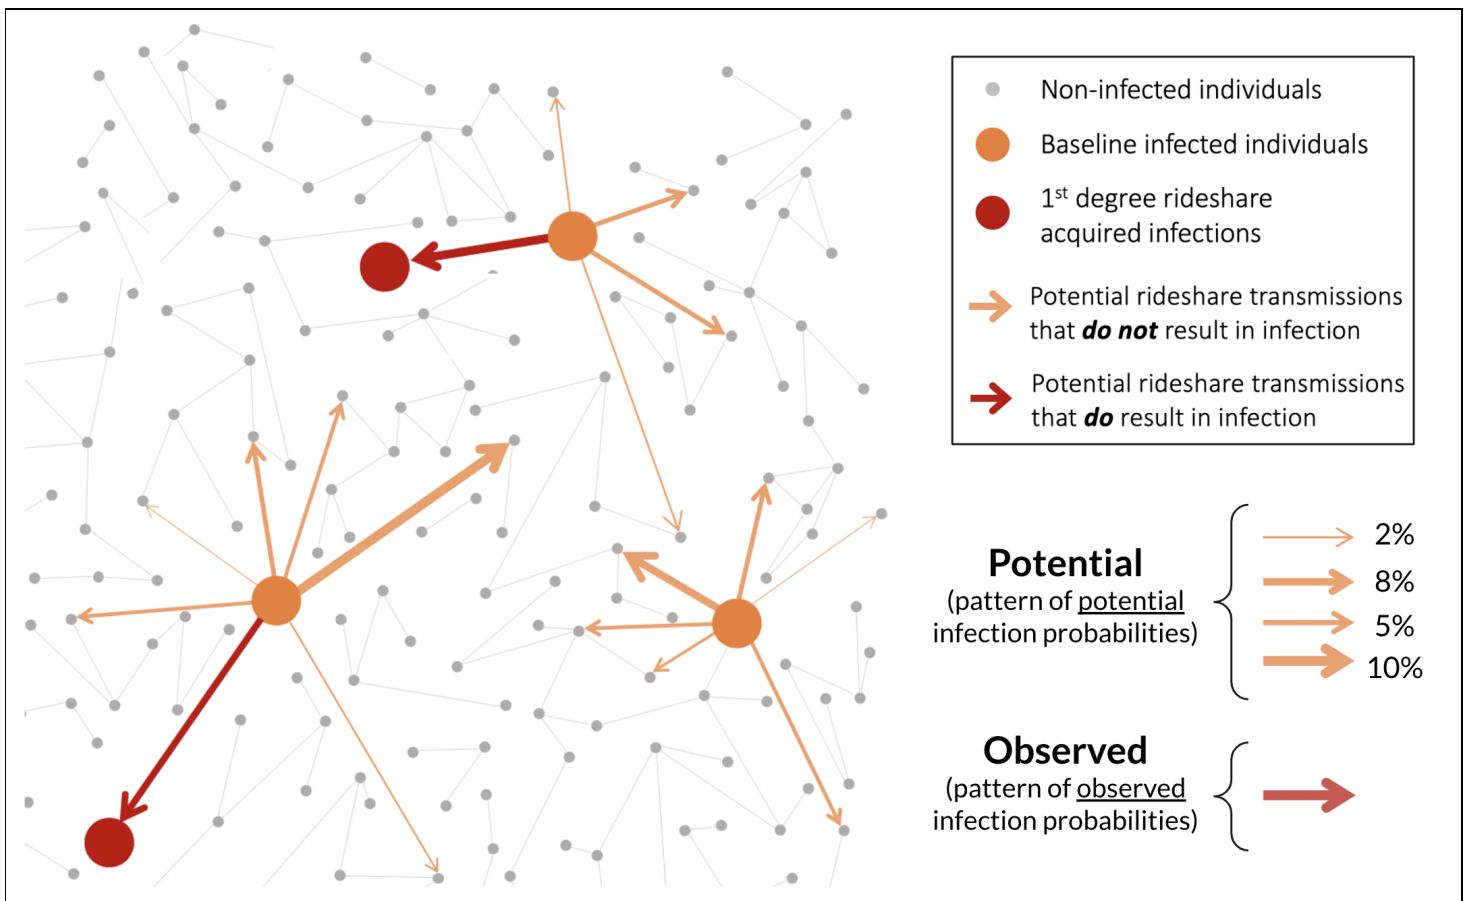 Non-infected individuals
Baseline infected individuals
1st degree rideshare
acquired infections
Potential rideshare transmissions
that do not result in infection
Potential rideshare transmissions
that do result in infection
Potential
(pattern of potential
infection probabilities)
2%
8%
5%
10%
Observed
(pattern of observed
infection probabilities)